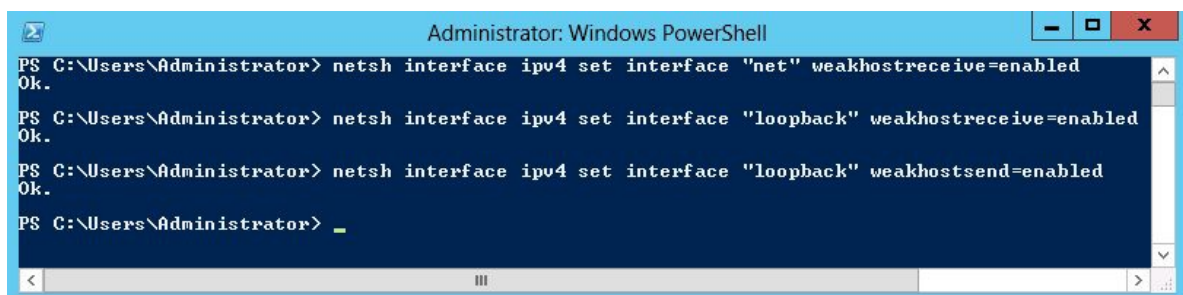 Administrator: Windows PowerShell
PS C:\Users\Administrator> netsh interface ipv4 set interface "net" weakhostreceive=enabled
Ok.
PS C:\Users\Administrator> netsh interface ipv4 set interface "loopback" weakhostreceive=enabled
Ok.
PS C:\Users\Administrator> netsh interface ipv4 set interface "loopback" weakhostsend=enabled
Ok.
PS C:\Users\Administrator> _